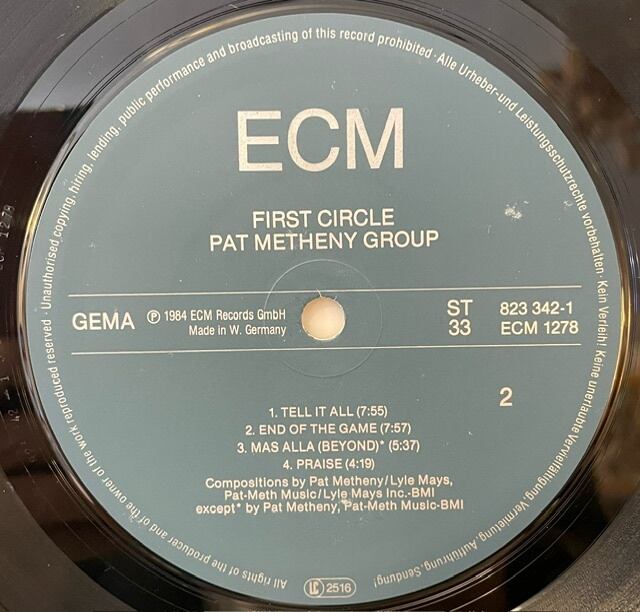 ECM
FIRST CIRCLE
PAT METHENY GROUP
GEMA
℗ 1984 ECM Records GmbH
Made in W. Germany
ST
33
823 342-1
ECM 1278
2
1. TELL IT ALL (7:55)
2. END OF THE GAME (7:57)
3. MAS ALLA (BEYOND)* (5:37)
4. PRAISE (4:19)
Compositions by Pat Metheny/Lyle Mays,
Pat-Meth Music/Lyle Mays Inc.-BMI
except* by Pat Metheny, Pat-Meth Music-BMI
All rights of the producer and of the owner of the work reproduced reserved · Unauthorised copying, hiring, lending, public performance and broadcasting of this record prohibited · Alle Urheber- und Leistungsschutzrechte vorbehalten · Kein Verleih! Keine unerlaubte Vervielfältigung, Vermietung, Aufführung, Sendung!
LC 2516